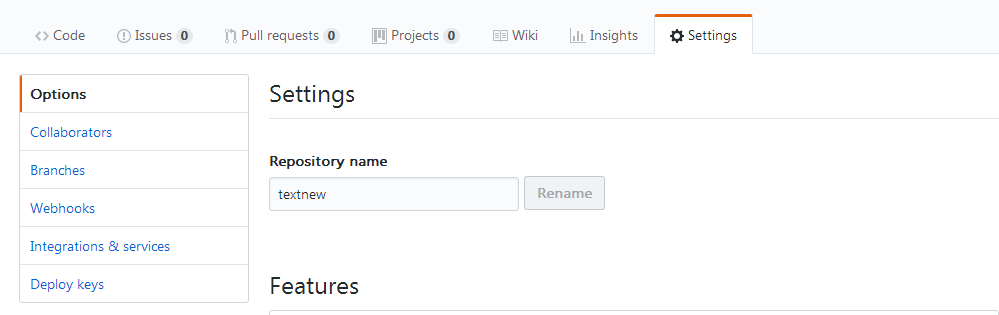 Code Issues 0 Pull requests 0 Projects 0 Wiki Insights Settings
Options
Collaborators
Branches
Webhooks
Integrations & services
Deploy keys
Settings
Repository name
textnew Rename
Features